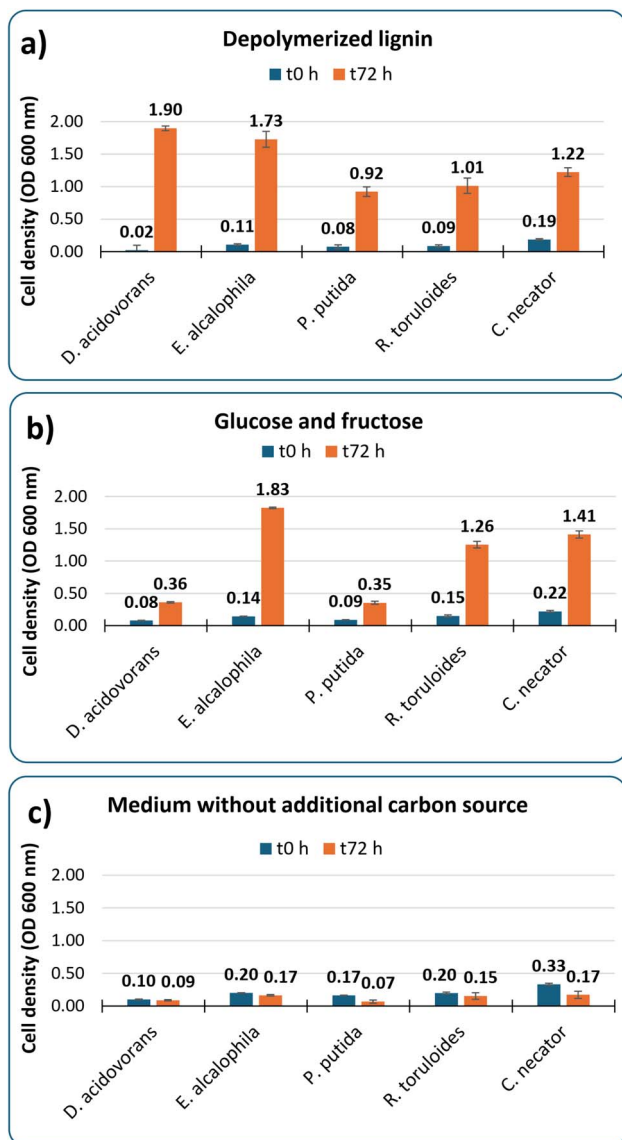 a)
Depolymerized lignin
t0 h t72 h
Cell density (OD 600 nm)
2.00
1.50
1.00
0.50
0.00
0.02 1.90 0.11 1.73 0.08 0.92 0.09 1.01 0.19 1.22
D. acidovorans E. alcalophila P. putida R. toruloides C. necator
b)
Glucose and fructose
t0 h t72 h
Cell density (OD 600 nm)
2.00
1.50
1.00
0.50
0.00
0.08 0.36 0.14 1.83 0.09 0.35 0.15 1.26 0.22 1.41
D. acidovorans E. alcalophila P. putida R. toruloides C. necator
c)
Medium without additional carbon source
t0 h t72 h
Cell density (OD 600 nm)
2.00
1.50
1.00
0.50
0.00
0.10 0.09 0.20 0.17 0.17 0.07 0.20 0.15 0.33 0.17
D. acidovorans E. alcalophila P. putida R. toruloides C. necator